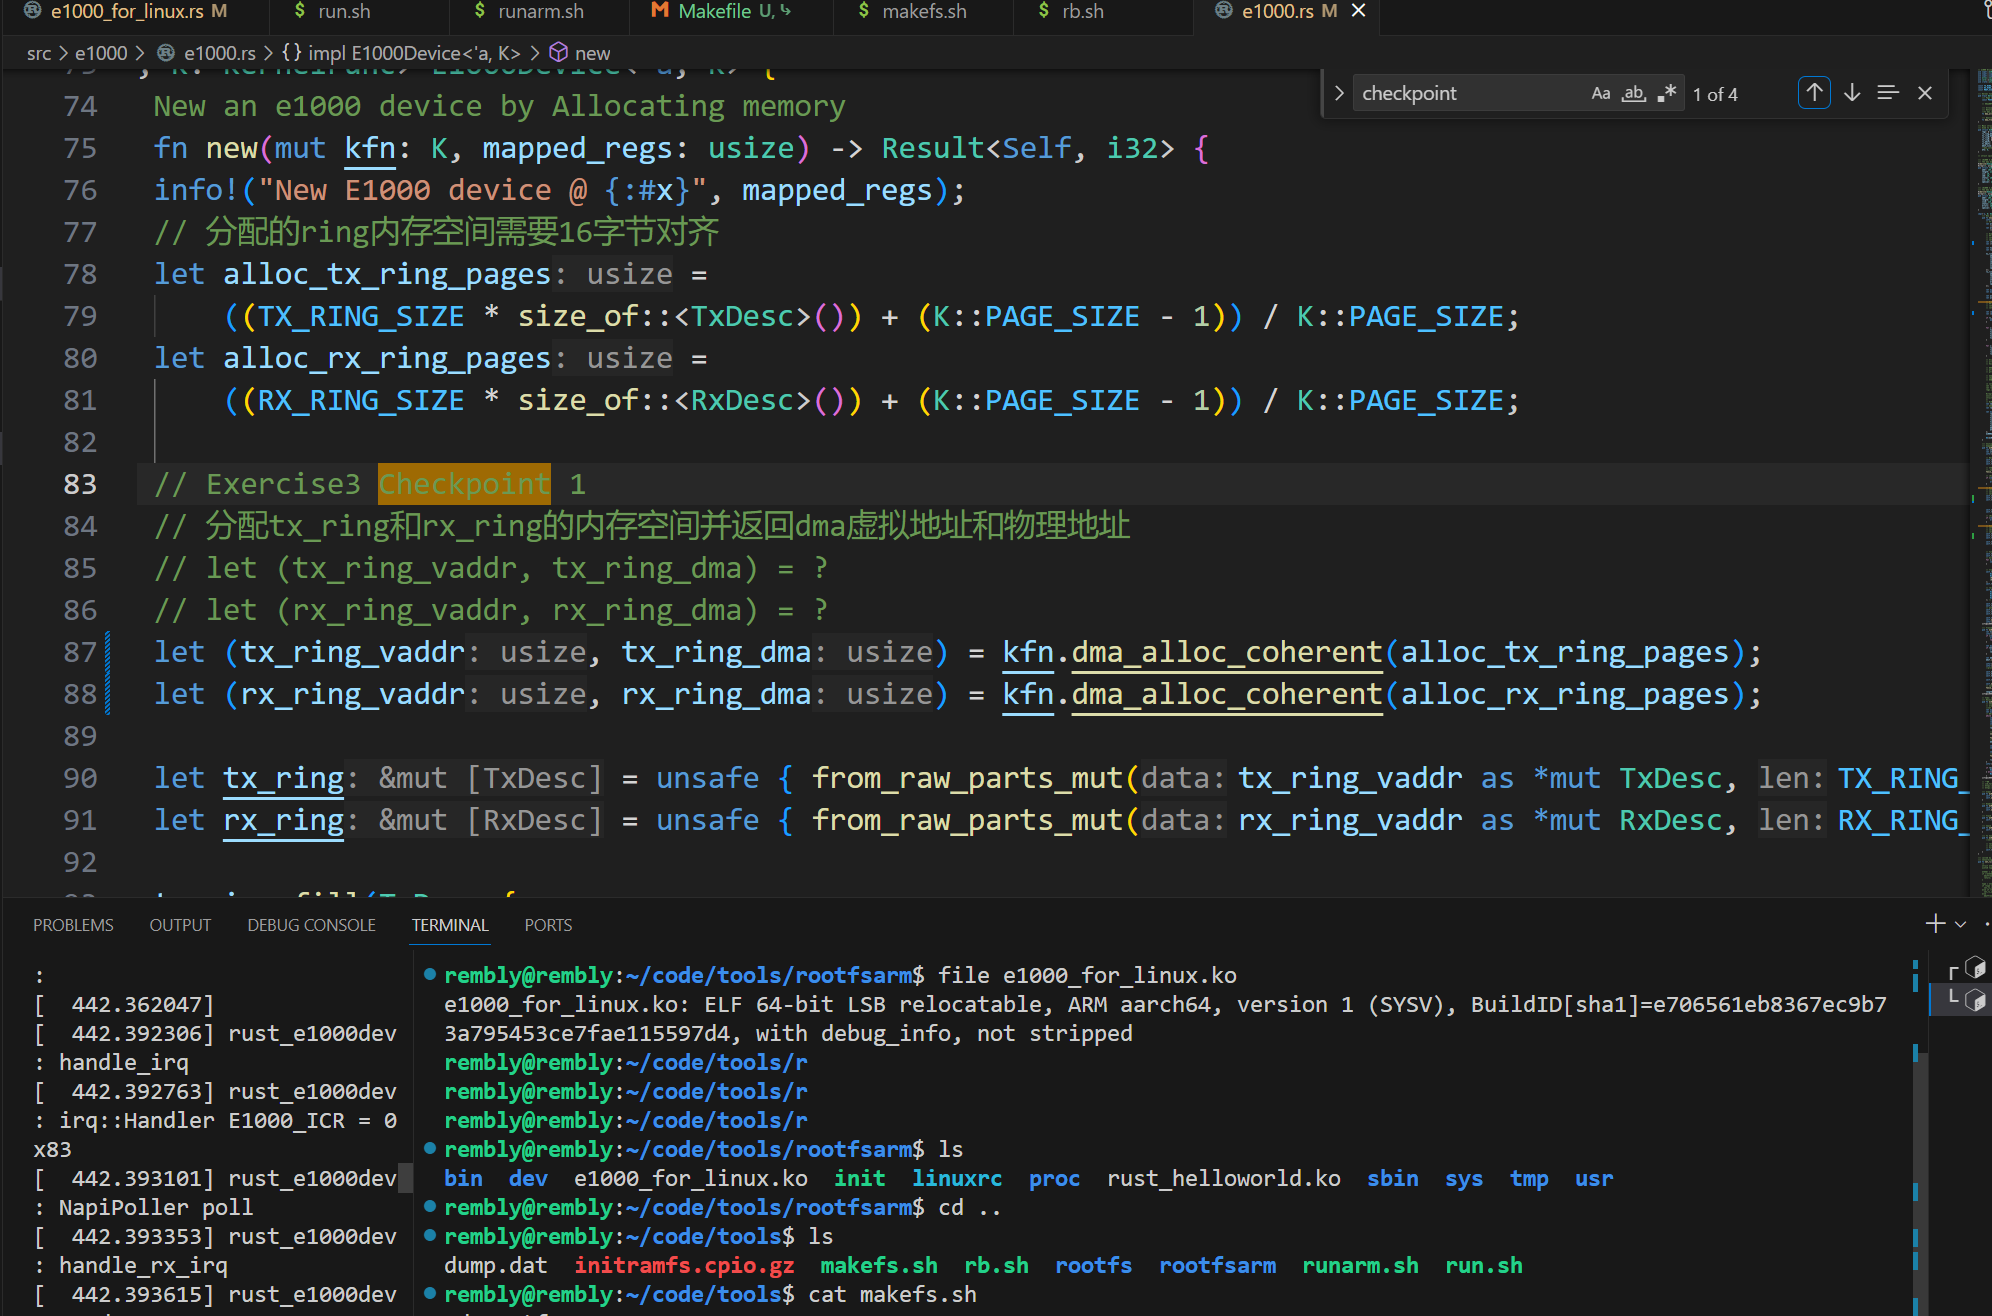 e1000_for_linux.rs M $ run.sh $ runarm.sh M Makefile U, $ makefs.sh $ rb.sh e1000.rs M ×
src > e1000 > e1000.rs > {} impl E1000Device<'a, K> > new
checkpoint Aa ab .* 1 of 4
74 New an e1000 device by Allocating memory
75 fn new(mut kfn: K, mapped_regs: usize) -> Result<Self, i32> {
76 info!("New E1000 device @ {:#x}", mapped_regs);
77 // 分配的ring内存空间需要16字节对齐
78 let alloc_tx_ring_pages: usize =
79 ((TX_RING_SIZE * size_of::<TxDesc>()) + (K::PAGE_SIZE - 1)) / K::PAGE_SIZE;
80 let alloc_rx_ring_pages: usize =
81 ((RX_RING_SIZE * size_of::<RxDesc>()) + (K::PAGE_SIZE - 1)) / K::PAGE_SIZE;
82
83 // Exercise3 Checkpoint 1
84 // 分配tx_ring和rx_ring的内存空间并返回dma虚拟地址和物理地址
85 // let (tx_ring_vaddr, tx_ring_dma) = ?
86 // let (rx_ring_vaddr, rx_ring_dma) = ?
87 let (tx_ring_vaddr: usize, tx_ring_dma: usize) = kfn.dma_alloc_coherent(alloc_tx_ring_pages);
88 let (rx_ring_vaddr: usize, rx_ring_dma: usize) = kfn.dma_alloc_coherent(alloc_rx_ring_pages);
89
90 let tx_ring: &mut [TxDesc] = unsafe { from_raw_parts_mut(data: tx_ring_vaddr as *mut TxDesc, len: TX_RING_
91 let rx_ring: &mut [RxDesc] = unsafe { from_raw_parts_mut(data: rx_ring_vaddr as *mut RxDesc, len: RX_RING_
92
PROBLEMS OUTPUT DEBUG CONSOLE TERMINAL PORTS
:
[ 442.362047]
[ 442.392306] rust_e1000dev
: handle_irq
[ 442.392763] rust_e1000dev
: irq::Handler E1000_ICR = 0
x83
[ 442.393101] rust_e1000dev
: NapiPoller poll
[ 442.393353] rust_e1000dev
: handle_rx_irq
[ 442.393615] rust_e1000dev
rembly@rembly:~/code/tools/rootfsarm$ file e1000_for_linux.ko
e1000_for_linux.ko: ELF 64-bit LSB relocatable, ARM aarch64, version 1 (SYSV), BuildID[sha1]=e706561eb8367ec9b7
3a795453ce7fae115597d4, with debug_info, not stripped
rembly@rembly:~/code/tools/r
rembly@rembly:~/code/tools/r
rembly@rembly:~/code/tools/r
rembly@rembly:~/code/tools/rootfsarm$ ls
bin dev e1000_for_linux.ko init linuxrc proc rust_helloworld.ko sbin sys tmp usr
rembly@rembly:~/code/tools/rootfsarm$ cd ..
rembly@rembly:~/code/tools$ ls
dump.dat initramfs.cpio.gz makefs.sh rb.sh rootfs rootfsarm runarm.sh run.sh
rembly@rembly:~/code/tools$ cat makefs.sh